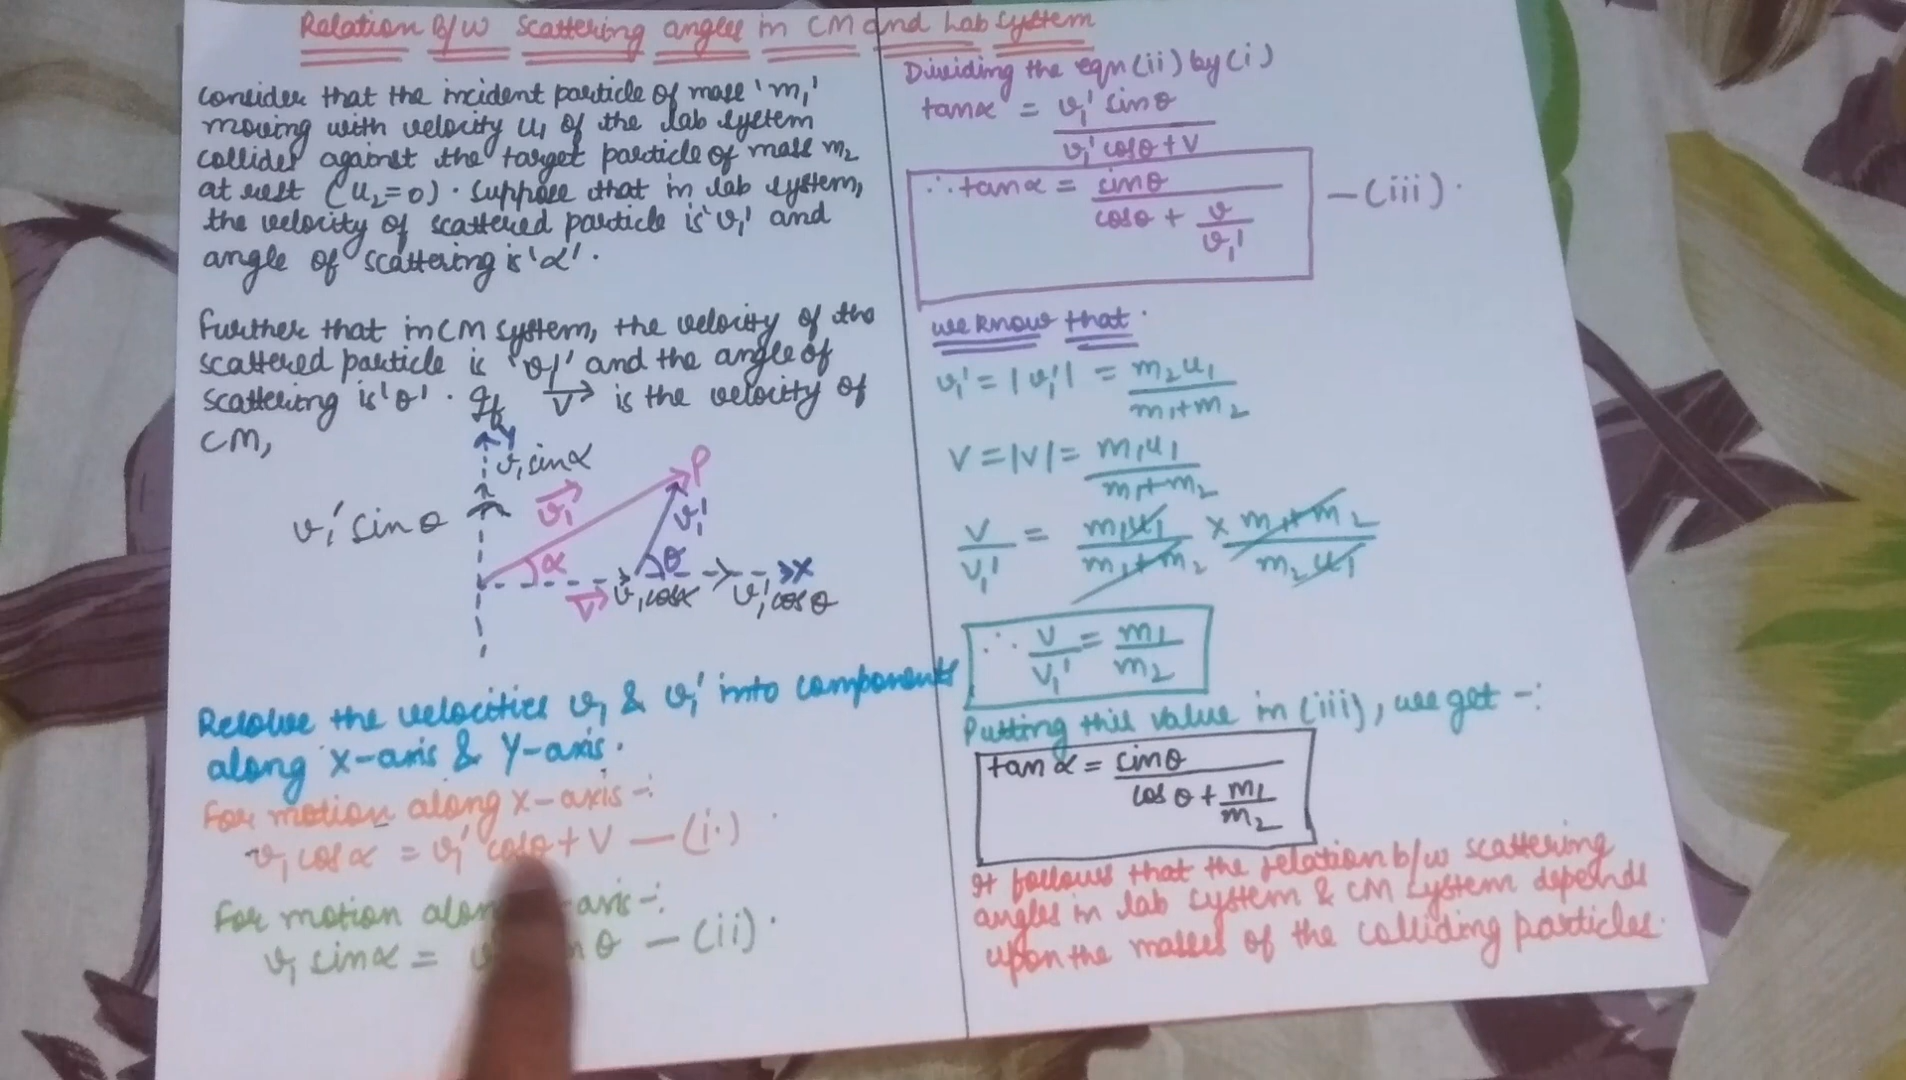 Relation B/W Scattering angles in CM and Lab system
Consider that the incident particle of mass 'm₁'
moving with velocity u₁ of the lab system
collides against the target particle of mass m₂
at rest (u₂=0). Suppose that in lab system,
the velocity of scattered particle is 'v₁' and
angle of scattering is 'α'.
Further that in CM system, the velocity of the
scattered particle is 'v₁' and the angle of
scattering is 'θ'. If V⃗ is the velocity of
CM,
Y
v₁ sinα
P
v₁' sin θ
v⃗₁
v₁'
α
θ
X
V⃗
v₁ cosα
v₁' cos θ
Resolve the velocities v₁ & v₁' into components
along X-axis & Y-axis.
For motion along X-axis -:
v₁ cos α = v₁' cosθ + V — (i.)
For motion along -axis -:
v₁ sinα = θ — (ii).
Dividing the eqn (ii) by (i)
tanα = v₁' sin θ / v₁' cosθ + V
∴ tanα = sinθ / cosθ + v/v₁' — (iii).
we know that.
v₁' = |v₁'| = m₂u₁ / m₁+m₂
V = |V| = m₁u₁ / m₁+m₂
V/V₁' = m₁u₁ / m₁+m₂ × m₁+m₂ / m₂u₁
∴ V/V₁' = m₁/m₂
Putting this value in (iii), we get -:
tan α = sinθ / cos θ + m₁/m₂
It follows that the relation b/w scattering
angles in lab system & CM system depends
upon the masses of the colliding particles.